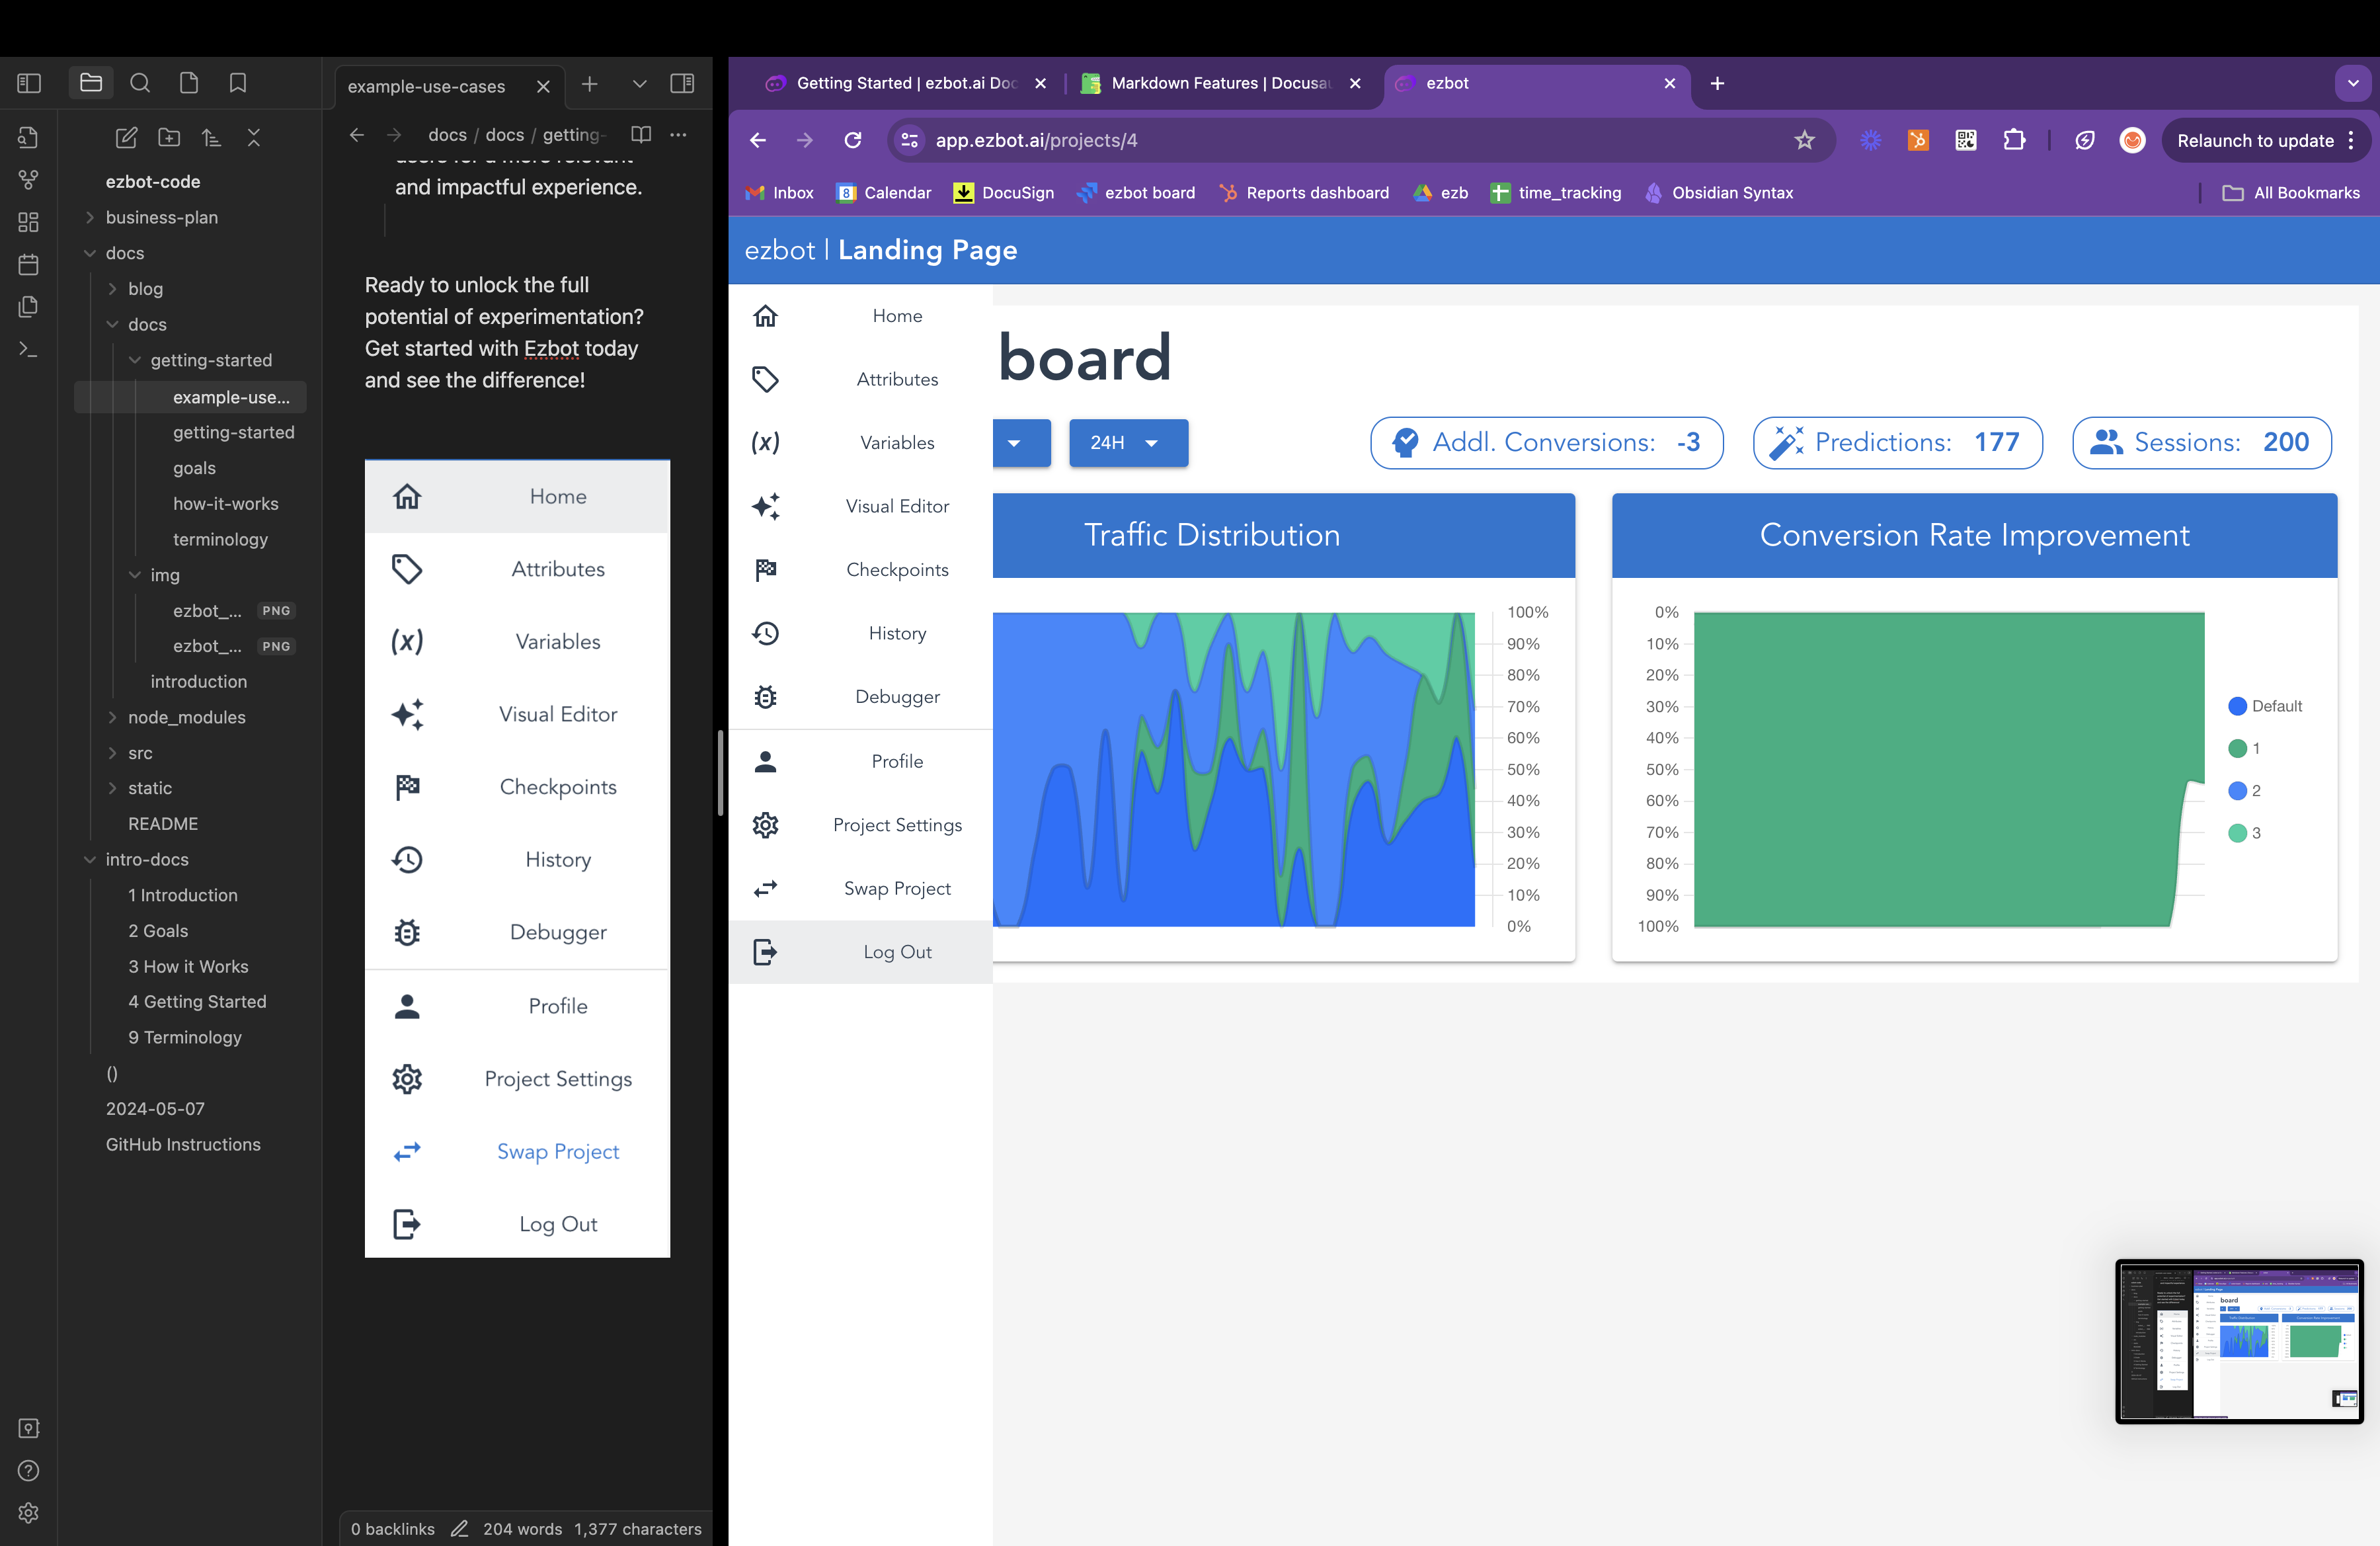 example-use-cases
docs / docs / getting-
ezbot-code
business-plan
docs
blog
docs
getting-started
example-use...
getting-started
goals
how-it-works
terminology
img
ezbot_... PNG
ezbot_... PNG
introduction
node_modules
src
static
README
intro-docs
1 Introduction
2 Goals
3 How it Works
4 Getting Started
9 Terminology
()
2024-05-07
GitHub Instructions
users for a more relevant
and impactful experience.
Ready to unlock the full
potential of experimentation?
Get started with Ezbot today
and see the difference!
Home
Attributes
(x) Variables
Visual Editor
Checkpoints
History
Debugger
Profile
Project Settings
Swap Project
Log Out
0 backlinks 204 words 1,377 characters
Getting Started | ezbot.ai Doc
Markdown Features | Docusau
ezbot
app.ezbot.ai/projects/4
Relaunch to update
Inbox
8 Calendar
DocuSign
ezbot board
Reports dashboard
ezb
time_tracking
Obsidian Syntax
All Bookmarks
ezbot | Landing Page
Home
Attributes
(x) Variables
Visual Editor
Checkpoints
History
Debugger
Profile
Project Settings
Swap Project
Log Out
board
24H
Addl. Conversions: -3
Predictions: 177
Sessions: 200
Traffic Distribution
100%
90%
80%
70%
60%
50%
40%
30%
20%
10%
0%
Conversion Rate Improvement
0%
10%
20%
30%
40%
50%
60%
70%
80%
90%
100%
Default
1
2
3
board